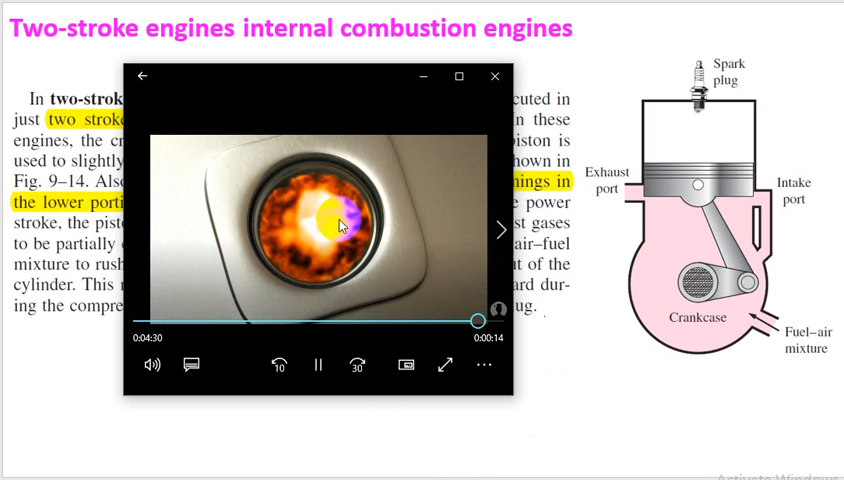 Two-stroke engines internal combustion engines
In two-strok
cuted in
just two stroke
n these
engines, the cr
piston is
used to slightly
hown in
Fig. 9–14. Also
nings in
the lower porti
e power
stroke, the pist
st gases
to be partially
air–fuel
mixture to rush
t of the
cylinder. This
ard dur-
ing the compre
ug.
0:04:30
0:00:14
10
30
Spark
plug
Exhaust
port
Intake
port
Crankcase
Fuel–air
mixture